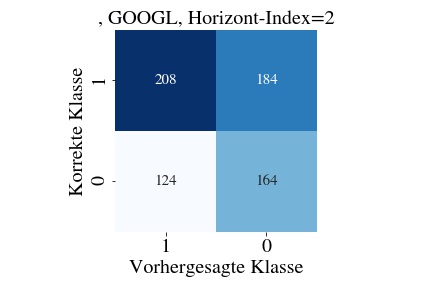 , GOOGL, Horizont-Index=2
Korrekte Klasse
1
208
184
0
124
164
1
0
Vorhergesagte Klasse